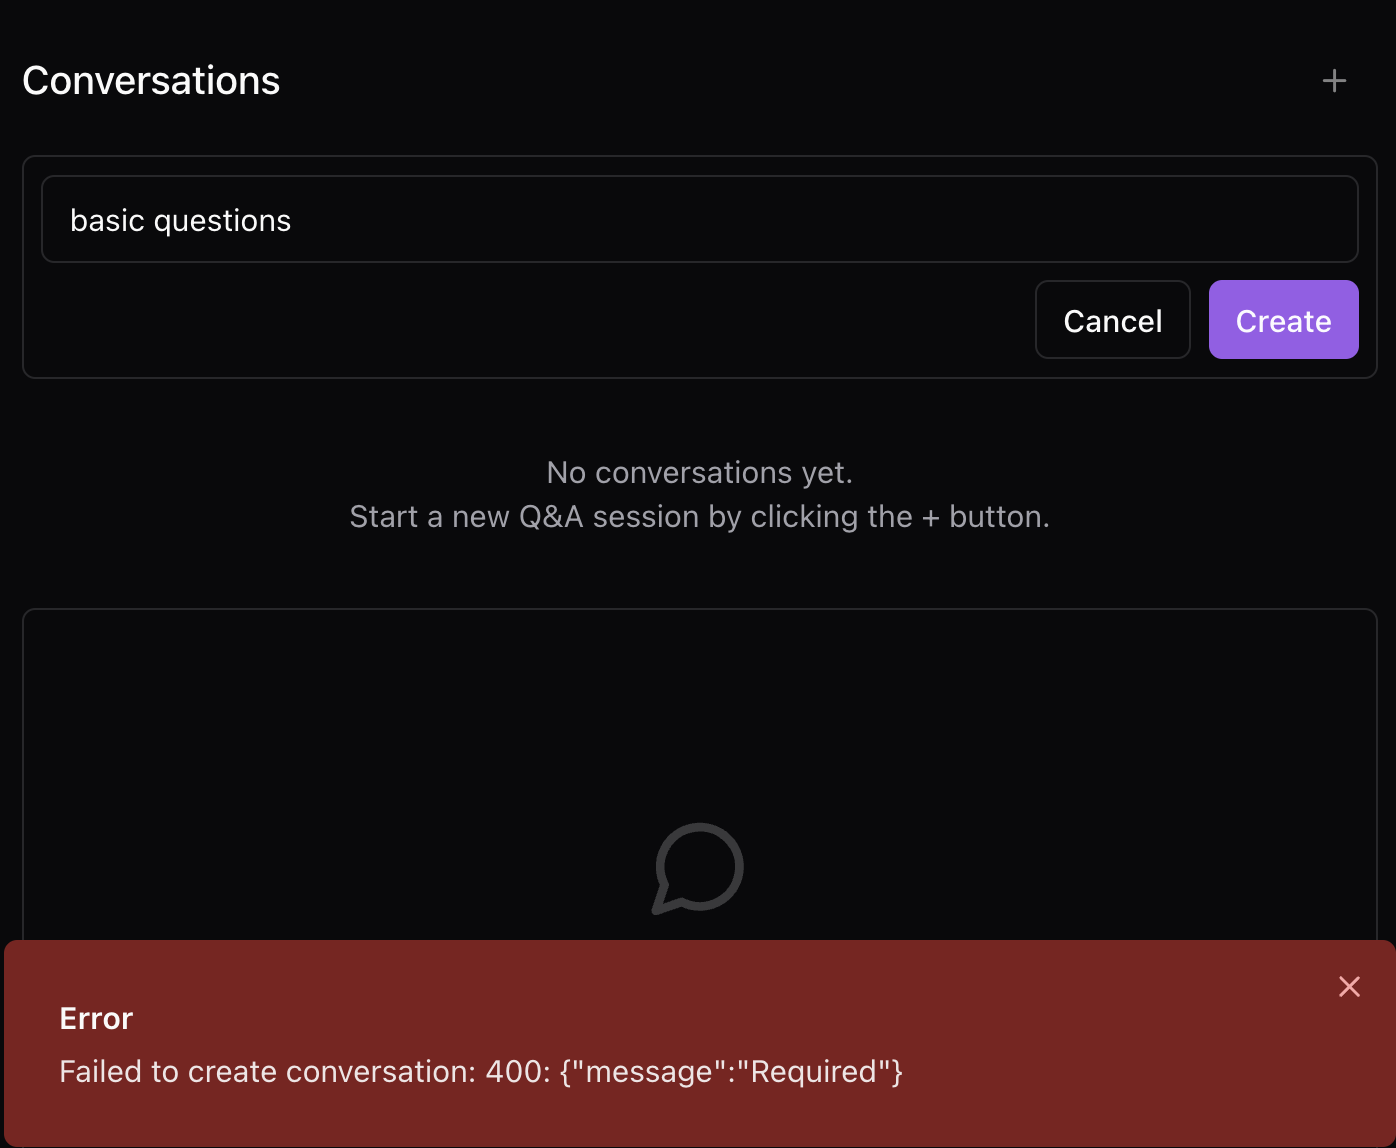 Conversations
basic questions
Cancel
Create
No conversations yet.
Start a new Q&A session by clicking the + button.
Error
Failed to create conversation: 400: {"message":"Required"}